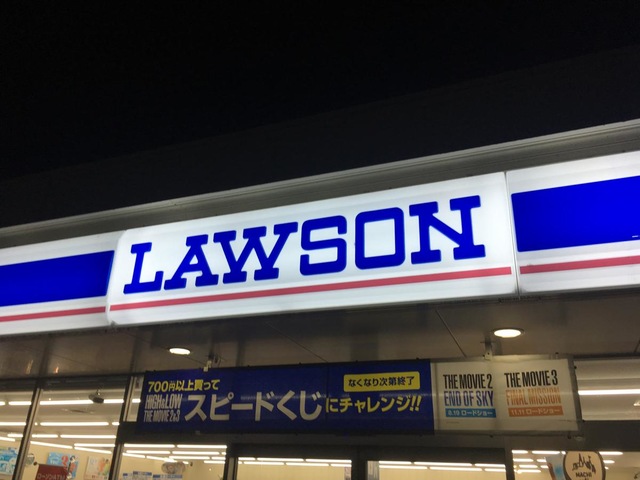 LAWSON
700円以上買って
HiGH&LOW
THE MOVIE 2&3
スピードくじ
なくなり次第終了
にチャレンジ!!
THE MOVIE 2
END OF SKY
8.19 ロードショー
THE MOVIE 3
FINAL MISSION
11.11 ロードショー
MACHI